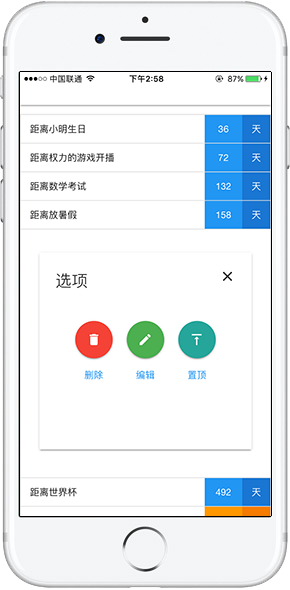 中国联通 下午2:58 87%
距离小明生日 36 天
距离权力的游戏开播 72 天
距离数学考试 132 天
距离放暑假 158 天
选项
删除 编辑 置顶
距离世界杯 492 天